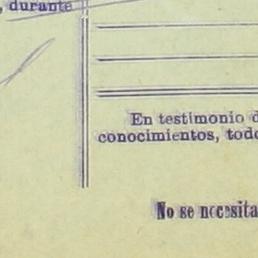 , durante
En testimonio d
conocimientos, todo
No se necesita